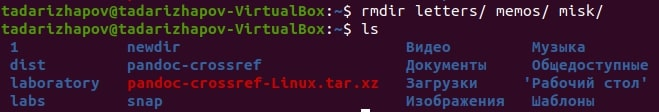 tadarizhapov@tadarizhapov-VirtualBox:~$ rmdir letters/ memos/ misk/
tadarizhapov@tadarizhapov-VirtualBox:~$ ls
1 newdir Видео Музыка
dist pandoc-crossref Документы Общедоступные
laboratory pandoc-crossref-Linux.tar.xz Загрузки 'Рабочий стол'
labs snap Изображения Шаблоны